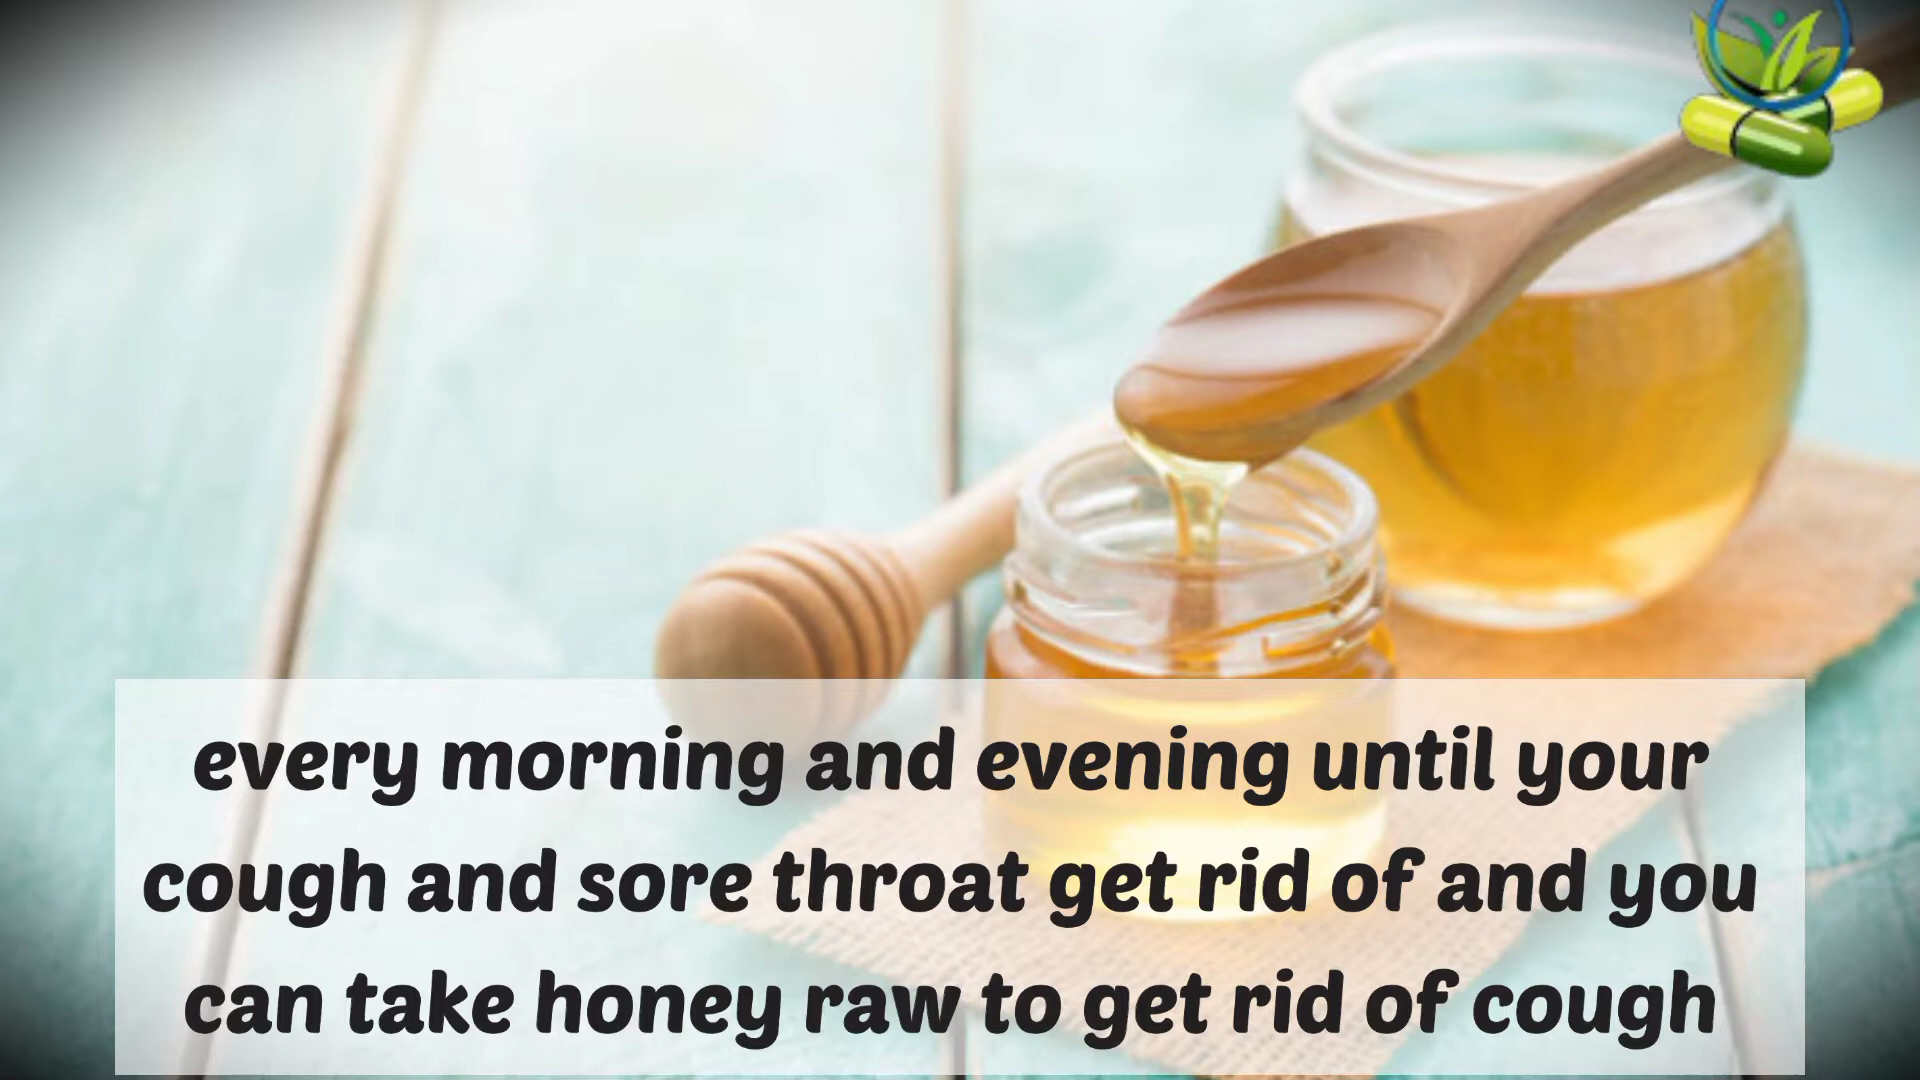 every morning and evening until your
cough and sore throat get rid of and you
can take honey raw to get rid of cough